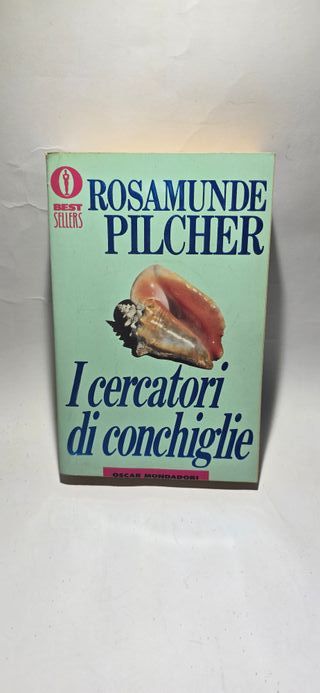 BEST
SELLERS
ROSAMUNDE
PILCHER
I cercatori
di conchiglie
OSCAR MONDADORI